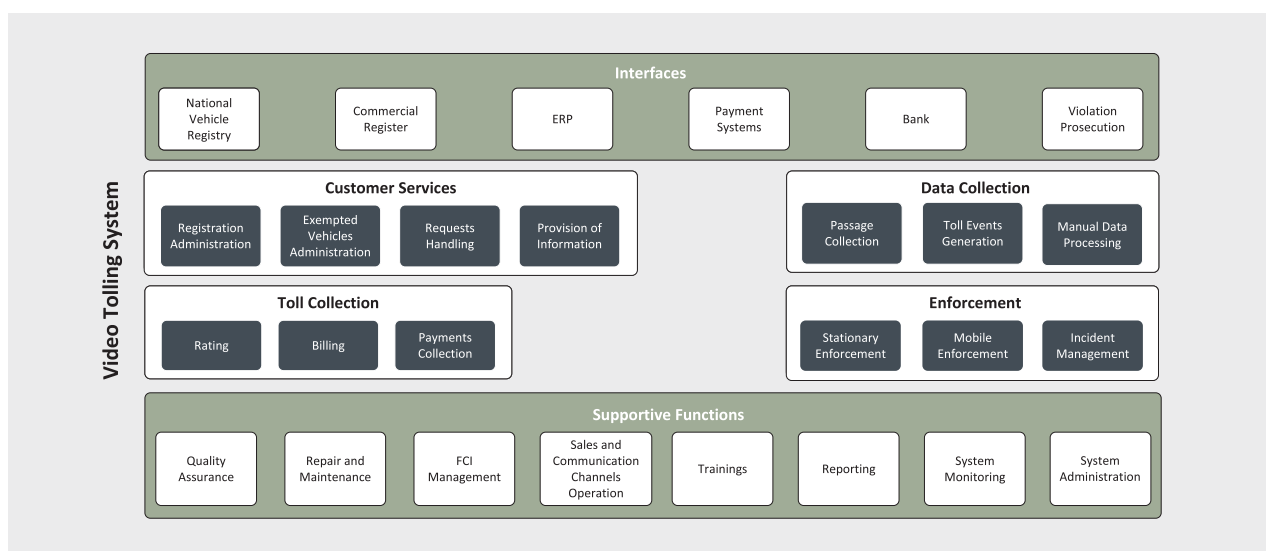 Video Tolling System
Interfaces
National
Vehicle
Registry
Commercial
Register
ERP
Payment
Systems
Bank
Violation
Prosecution
Customer Services
Registration
Administration
Exempted
Vehicles
Administration
Requests
Handling
Provision of
Information
Data Collection
Passage
Collection
Toll Events
Generation
Manual Data
Processing
Toll Collection
Rating
Billing
Payments
Collection
Enforcement
Stationary
Enforcement
Mobile
Enforcement
Incident
Management
Supportive Functions
Quality
Assurance
Repair and
Maintenance
FCI
Management
Sales and
Communication
Channels
Operation
Trainings
Reporting
System
Monitoring
System
Administration